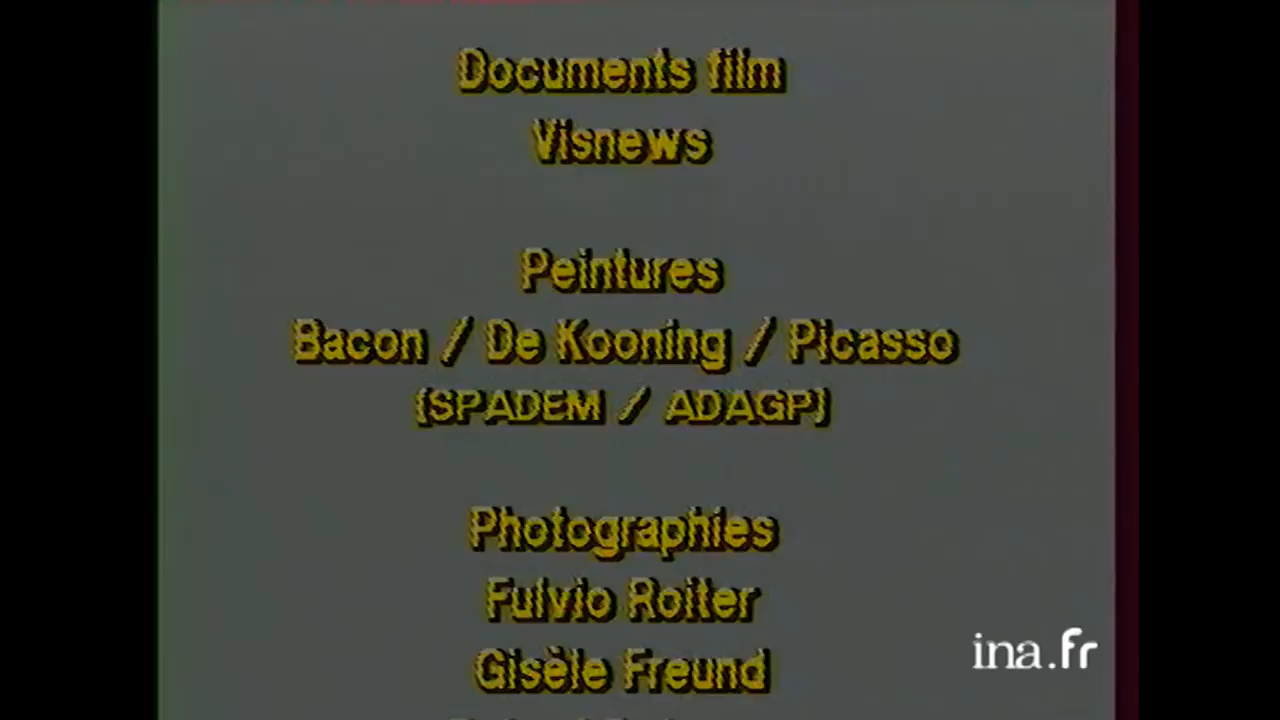 Documents film
Visnews
Peintures
Bacon / De Kooning / Picasso
(SPADEM / ADAGP)
Photographies
Fulvio Roiter
Gisèle Freund
ina.fr